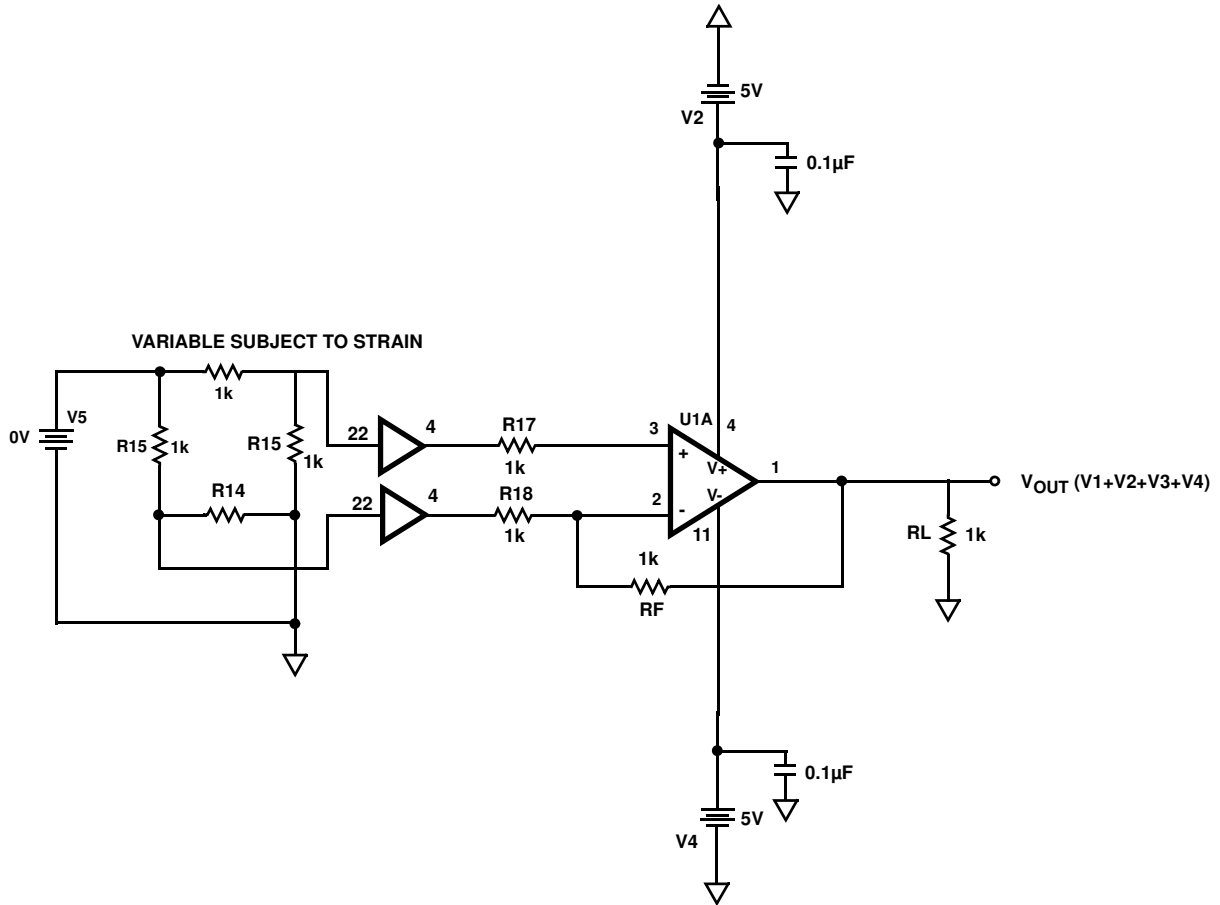 5V
V2
0.1µF
VARIABLE SUBJECT TO STRAIN
1k
V5
0V
R15
1k
R15
1k
R14
22
4
R17
1k
22
4
R18
1k
3
U1A
4
+
V+
2
-
V-
11
1
1k
RF
VOUT (V1+V2+V3+V4)
RL
1k
0.1µF
5V
V4